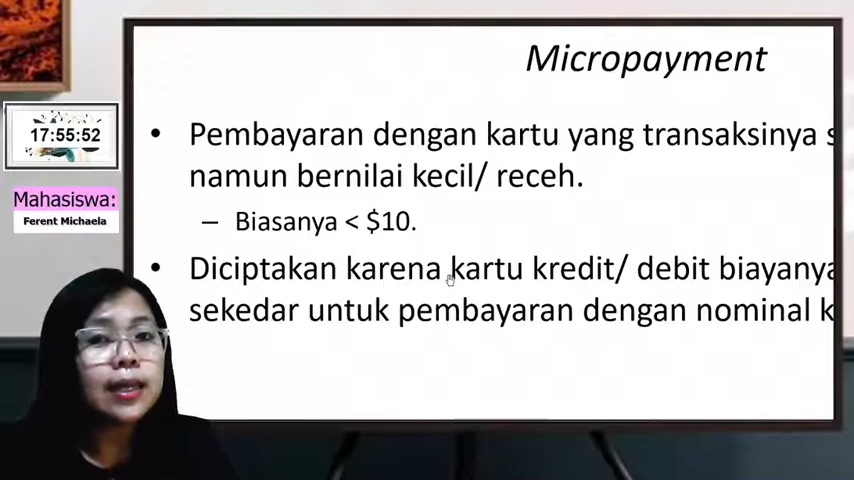 Micropayment
17:55:52
• Pembayaran dengan kartu yang transaksinya
namun bernilai kecil/ receh.
– Biasanya < $10.
Mahasiswa:
Ferent Michaela
• Diciptakan karena kartu kredit/ debit biayanya
sekedar untuk pembayaran dengan nominal